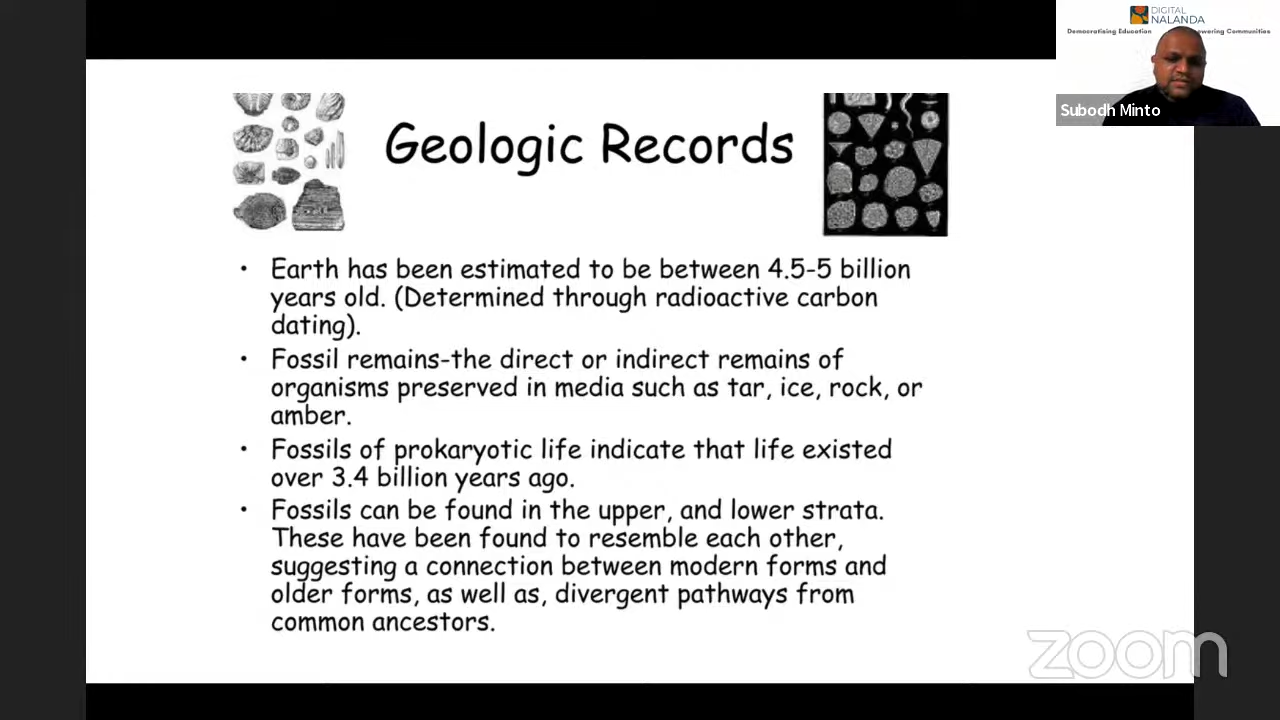 DIGITAL
NALANDA
Democratising Education
Subodh Minto
Geologic Records
• Earth has been estimated to be between 4.5-5 billion
years old. (Determined through radioactive carbon
dating).
• Fossil remains-the direct or indirect remains of
organisms preserved in media such as tar, ice, rock, or
amber.
• Fossils of prokaryotic life indicate that life existed
over 3.4 billion years ago.
• Fossils can be found in the upper, and lower strata.
These have been found to resemble each other,
suggesting a connection between modern forms and
older forms, as well as, divergent pathways from
common ancestors.
zoom